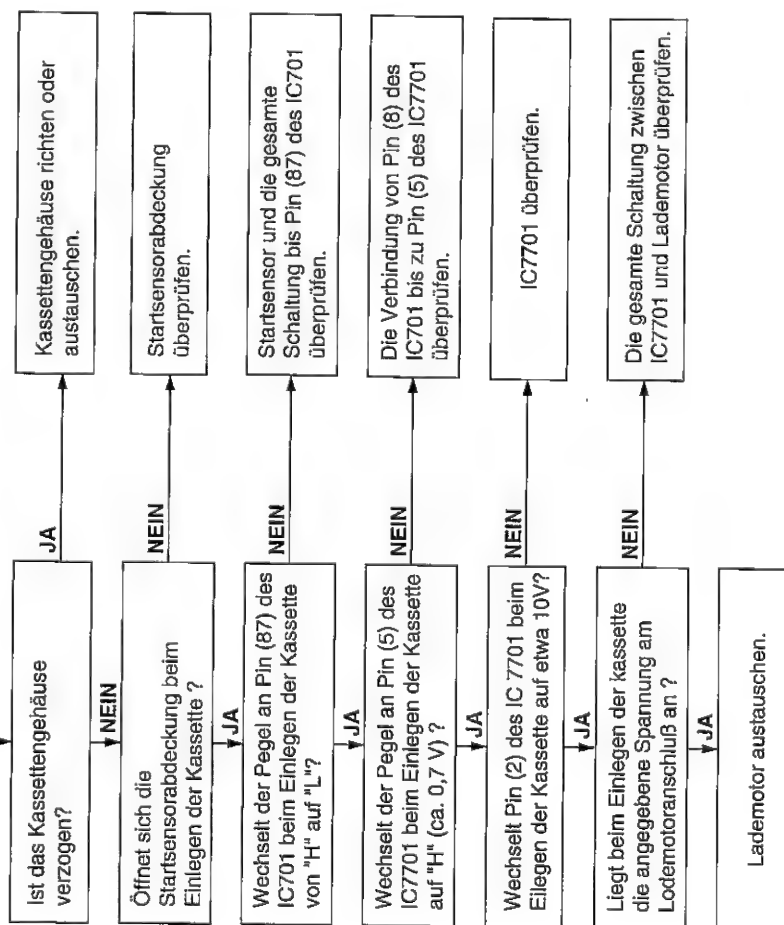 Ist das Kassettengehäuse
verzogen?
JA
Kassettengehäuse richten oder
austauschen.
NEIN
Öffnet sich die
Startsensorabdeckung beim
Einlegen der Kassette ?
NEIN
Startsensorabdeckung
überprüfen.
JA
Wechselt der Pegel an Pin (87) des
IC701 beim Einlegen der Kassette
von "H" auf "L"?
NEIN
Startsensor und die gesamte
Schaltung bis Pin (87) des IC701
überprüfen.
JA
Wechselt der Pegel an Pin (5) des
IC7701 beim Einlegen der Kassette
auf "H" (ca. 0,7 V) ?
NEIN
Die Verbindung von Pin (8) des
IC701 bis zu Pin (5) des IC7701
überprüfen.
JA
Wechselt Pin (2) des IC 7701 beim
Eilegen der Kassette auf etwa 10V?
NEIN
IC7701 überprüfen.
JA
Liegt beim Einlegen der kassette
die angegebene Spannung am
Lodemotoranschluß an ?
NEIN
Die gesamte Schaltung zwischen
IC7701 und Lademotor überprüfen.
JA
Lademotor austauschen.